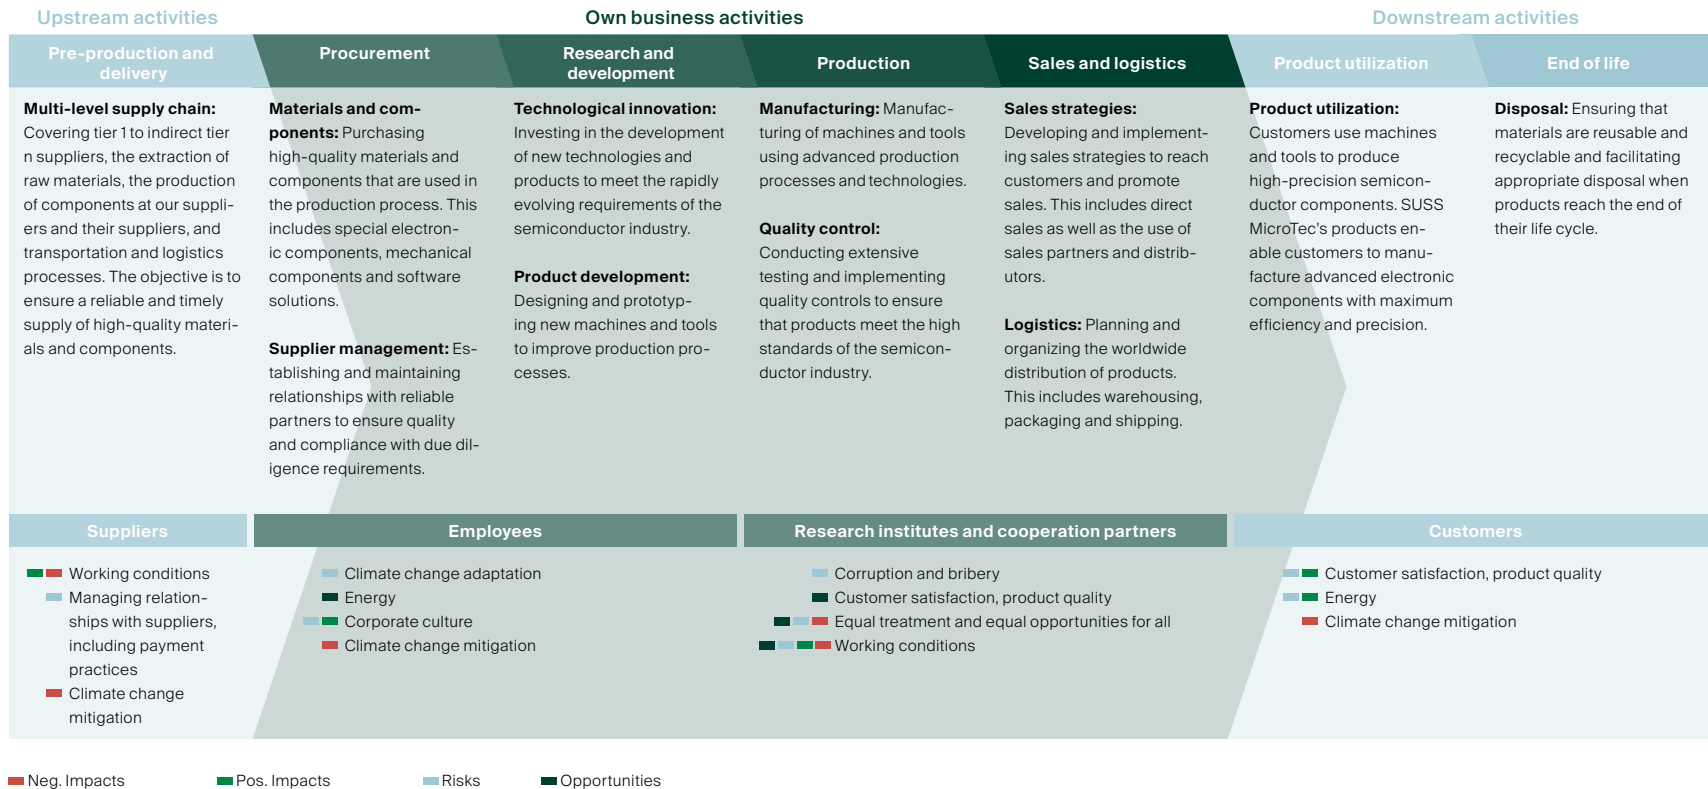 Upstream activities
Own business activities
Downstream activities
Pre-production and
delivery
Procurement
Research and
development
Production
Sales and logistics
Product utilization
End of life
Multi-level supply chain:
Covering tier 1 to indirect tier
n suppliers, the extraction of
raw materials, the production
of components at our suppli-
ers and their suppliers, and
transportation and logistics
processes. The objective is to
ensure a reliable and timely
supply of high-quality materi-
als and components.
Materials and com-
ponents: Purchasing
high-quality materials and
components that are used in
the production process. This
includes special electron-
ic components, mechanical
components and software
solutions.
Supplier management: Es-
tablishing and maintaining
relationships with reliable
partners to ensure quality
and compliance with due dil-
igence requirements.
Technological innovation:
Investing in the development
of new technologies and
products to meet the rapidly
evolving requirements of the
semiconductor industry.
Product development:
Designing and prototyp-
ing new machines and tools
to improve production pro-
cesses.
Manufacturing: Manufac-
turing of machines and tools
using advanced production
processes and technologies.
Quality control:
Conducting extensive
testing and implementing
quality controls to ensure
that products meet the high
standards of the semicon-
ductor industry.
Sales strategies:
Developing and implement-
ing sales strategies to reach
customers and promote
sales. This includes direct
sales as well as the use of
sales partners and distrib-
utors.
Logistics: Planning and
organizing the worldwide
distribution of products.
This includes warehousing,
packaging and shipping.
Product utilization:
Customers use machines
and tools to produce
high-precision semicon-
ductor components. SUSS
MicroTec's products en-
able customers to manu-
facture advanced electronic
components with maximum
efficiency and precision.
Disposal: Ensuring that
materials are reusable and
recyclable and facilitating
appropriate disposal when
products reach the end of
their life cycle.
Suppliers
Employees
Research institutes and cooperation partners
Customers
Working conditions
Managing relation-
ships with suppliers,
including payment
practices
Climate change
mitigation
Climate change adaptation
Energy
Corporate culture
Climate change mitigation
Corruption and bribery
Customer satisfaction, product quality
Equal treatment and equal opportunities for all
Working conditions
Customer satisfaction, product quality
Energy
Climate change mitigation
Neg. Impacts
Pos. Impacts
Risks
Opportunities